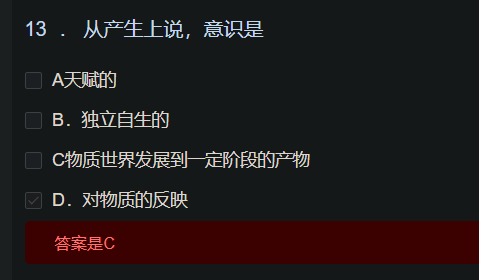 13 ． 从产生上说，意识是
A天赋的
B．独立自生的
C物质世界发展到一定阶段的产物
D．对物质的反映
答案是C